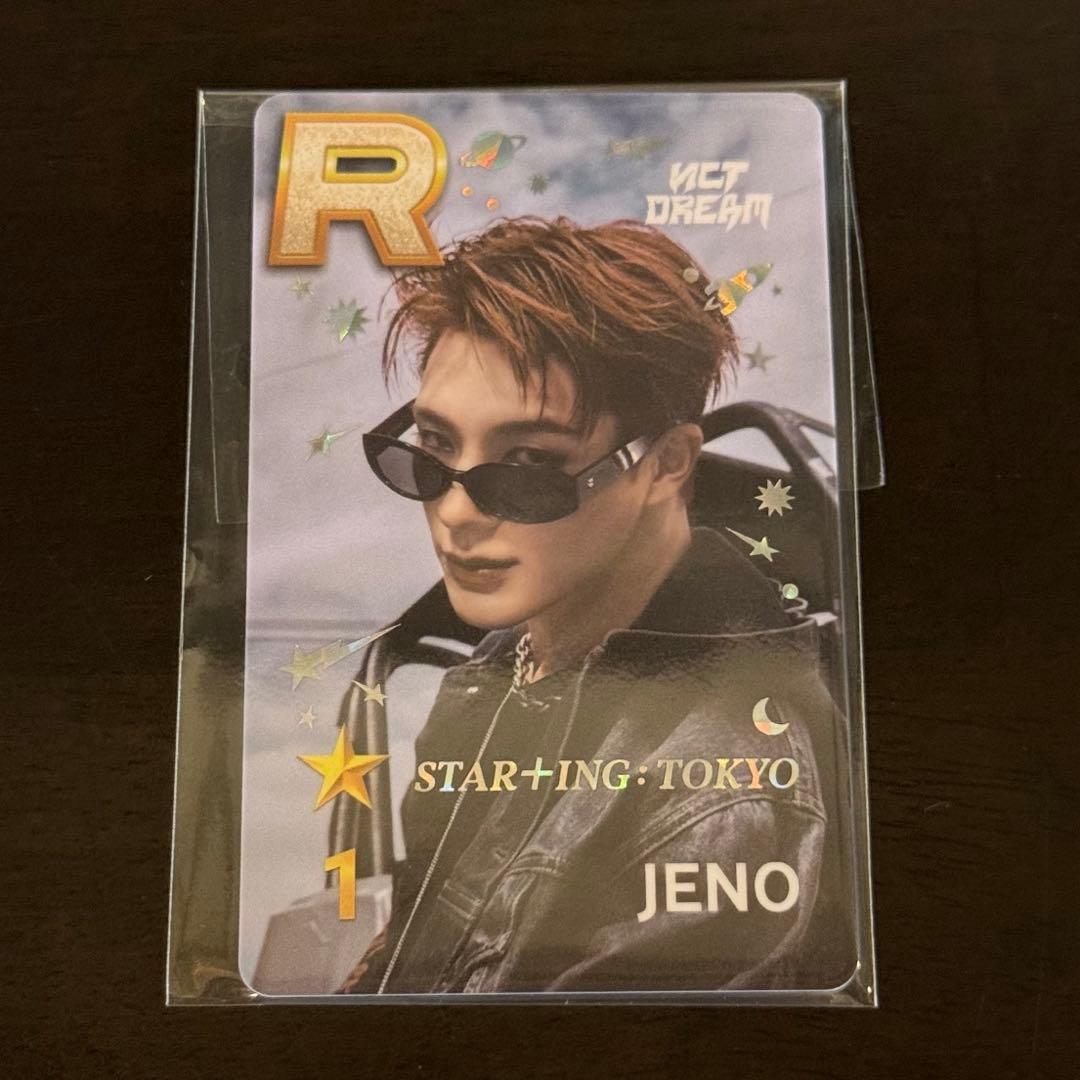 R
NCT
DREAM
STAR+ING : TOKYO
1
JENO